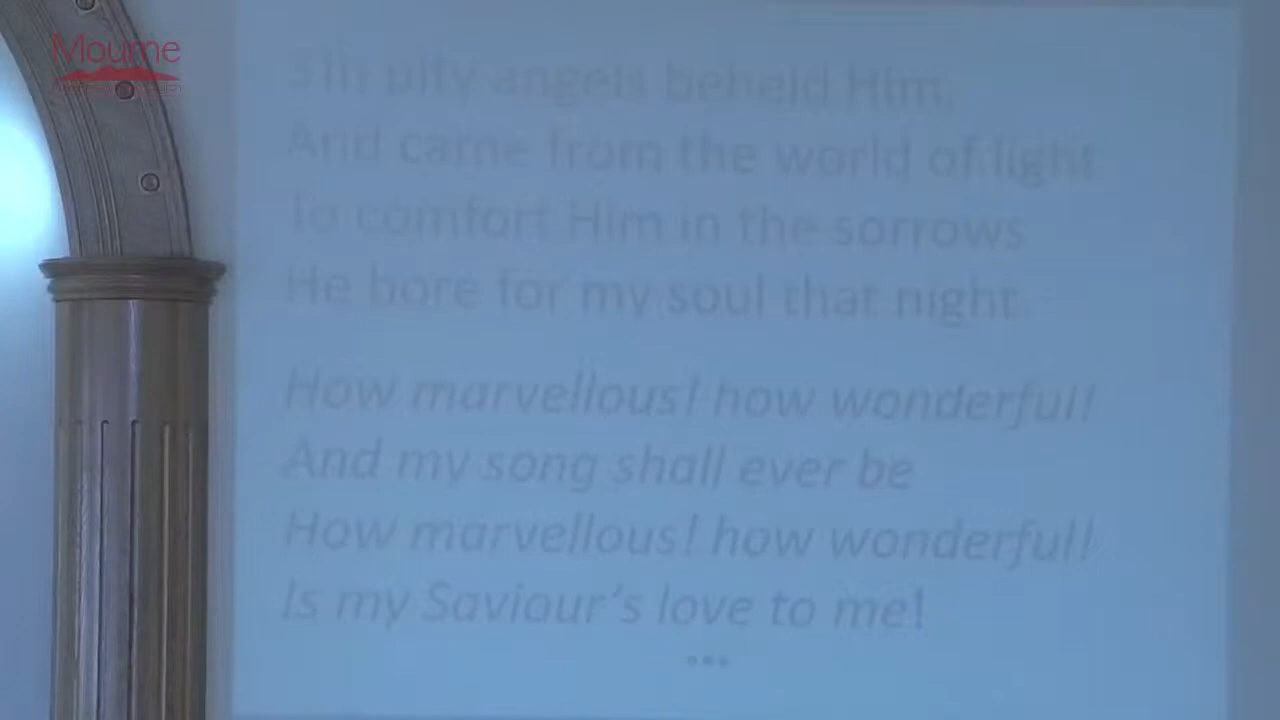 Mourne
3 In pity angels beheld Him,
And came from the world of light
To comfort Him in the sorrows
He bore for my soul that night.
How marvellous! how wonderful!
And my song shall ever be
How marvellous! how wonderful!
Is my Saviour's love to me!
...